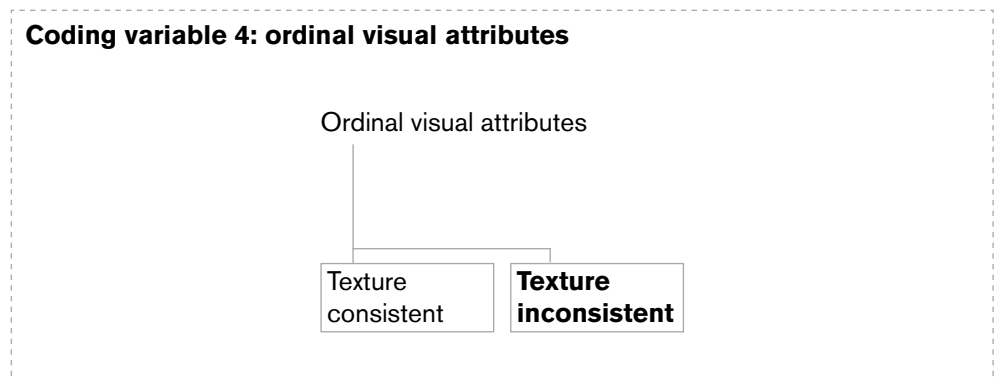 Coding variable 4: ordinal visual attributes
Ordinal visual attributes
Texture
consistent
Texture
inconsistent